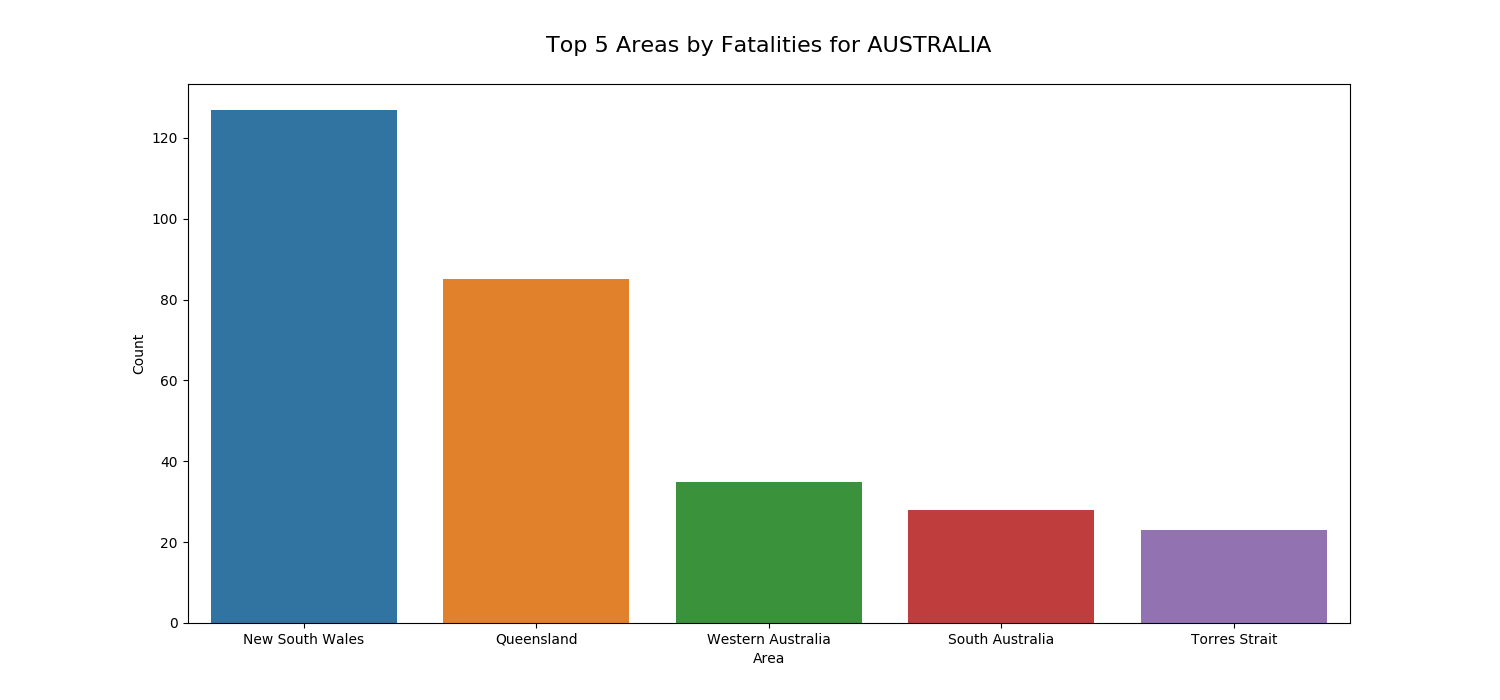 Top 5 Areas by Fatalities for AUSTRALIA
120
100
80
60
40
20
0
Count
New South Wales Queensland Western Australia South Australia Torres Strait
Area